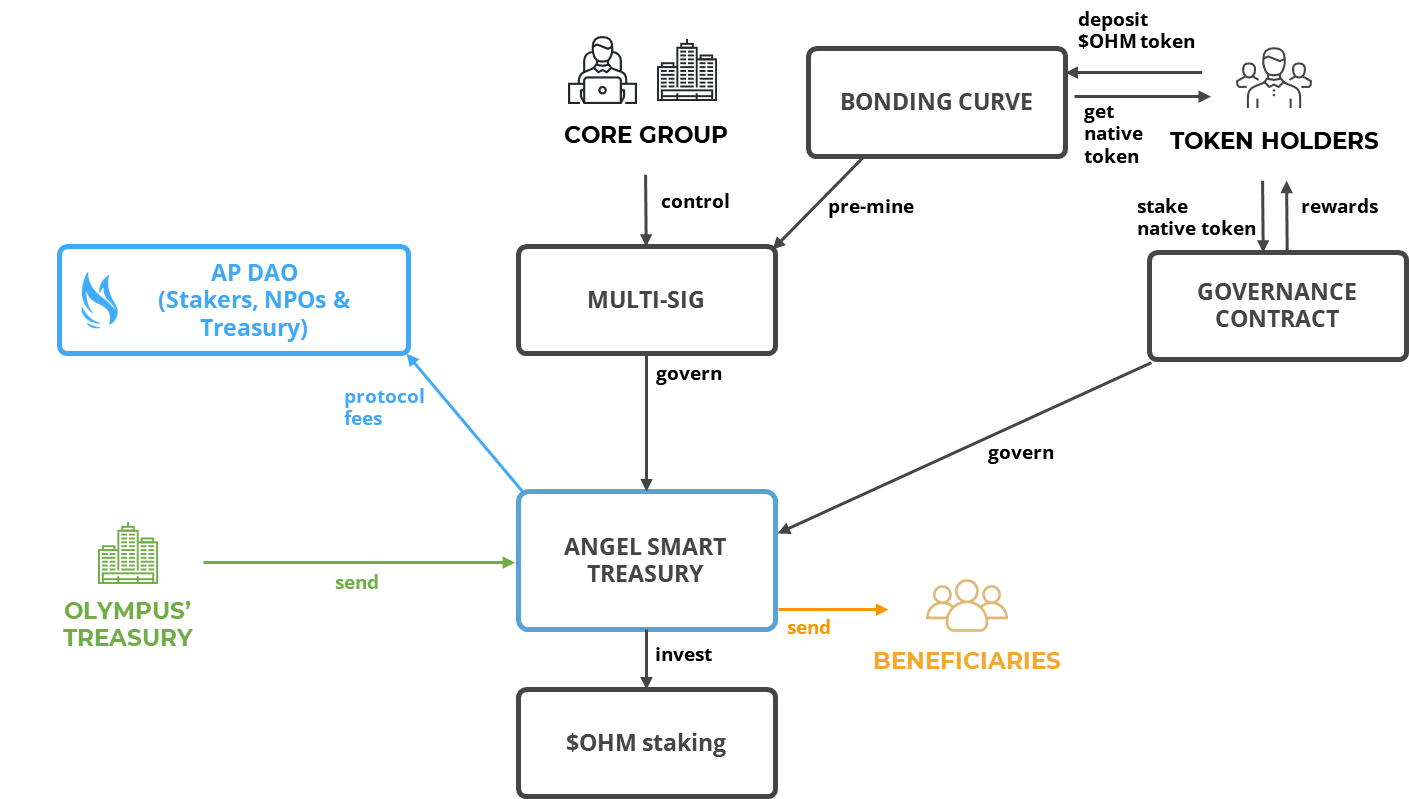 deposit
$OHM token
BONDING CURVE
get
native
token
CORE GROUP
TOKEN HOLDERS
control
pre-mine
stake
native token
rewards
AP DAO
(Stakers, NPOs &
Treasury)
MULTI-SIG
GOVERNANCE
CONTRACT
govern
protocol
fees
govern
ANGEL SMART
TREASURY
send
OLYMPUS’
TREASURY
send
BENEFICIARIES
invest
$OHM staking